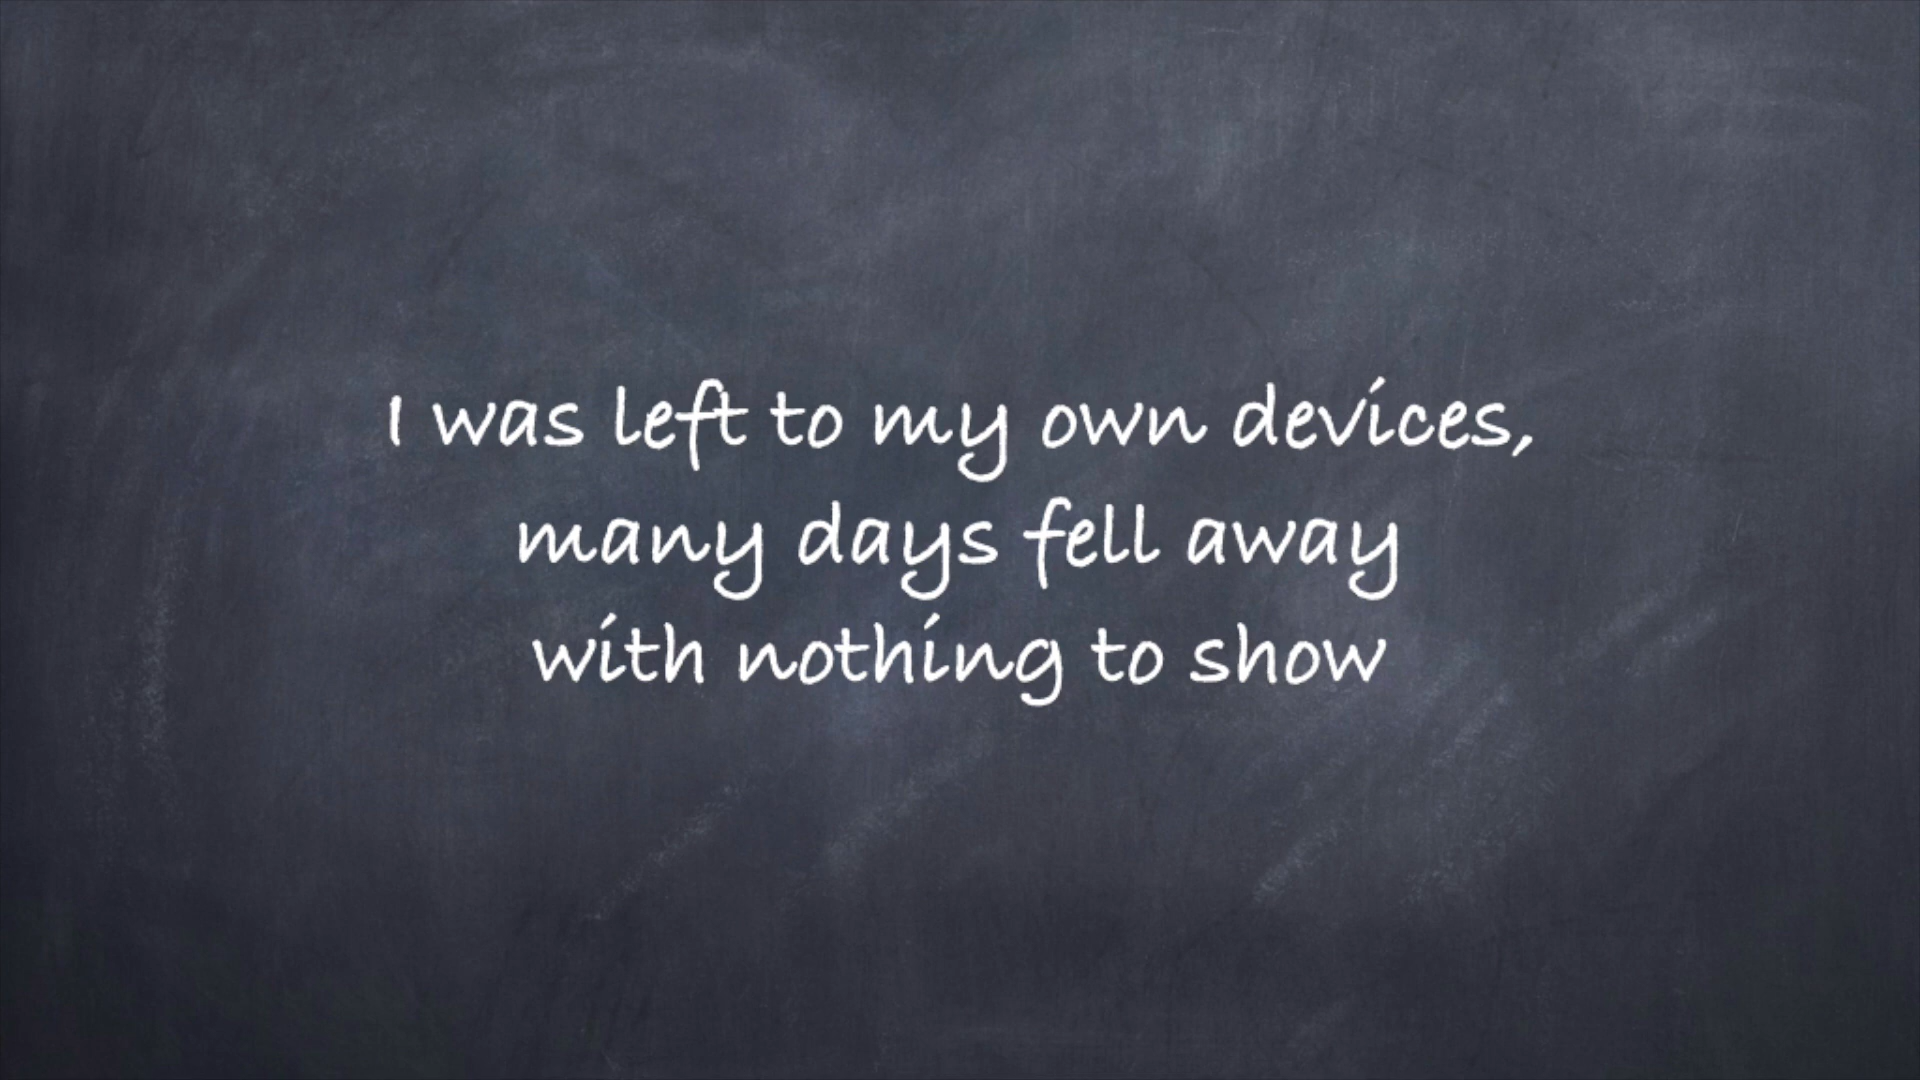 I was left to my own devices,
many days fell away
with nothing to show